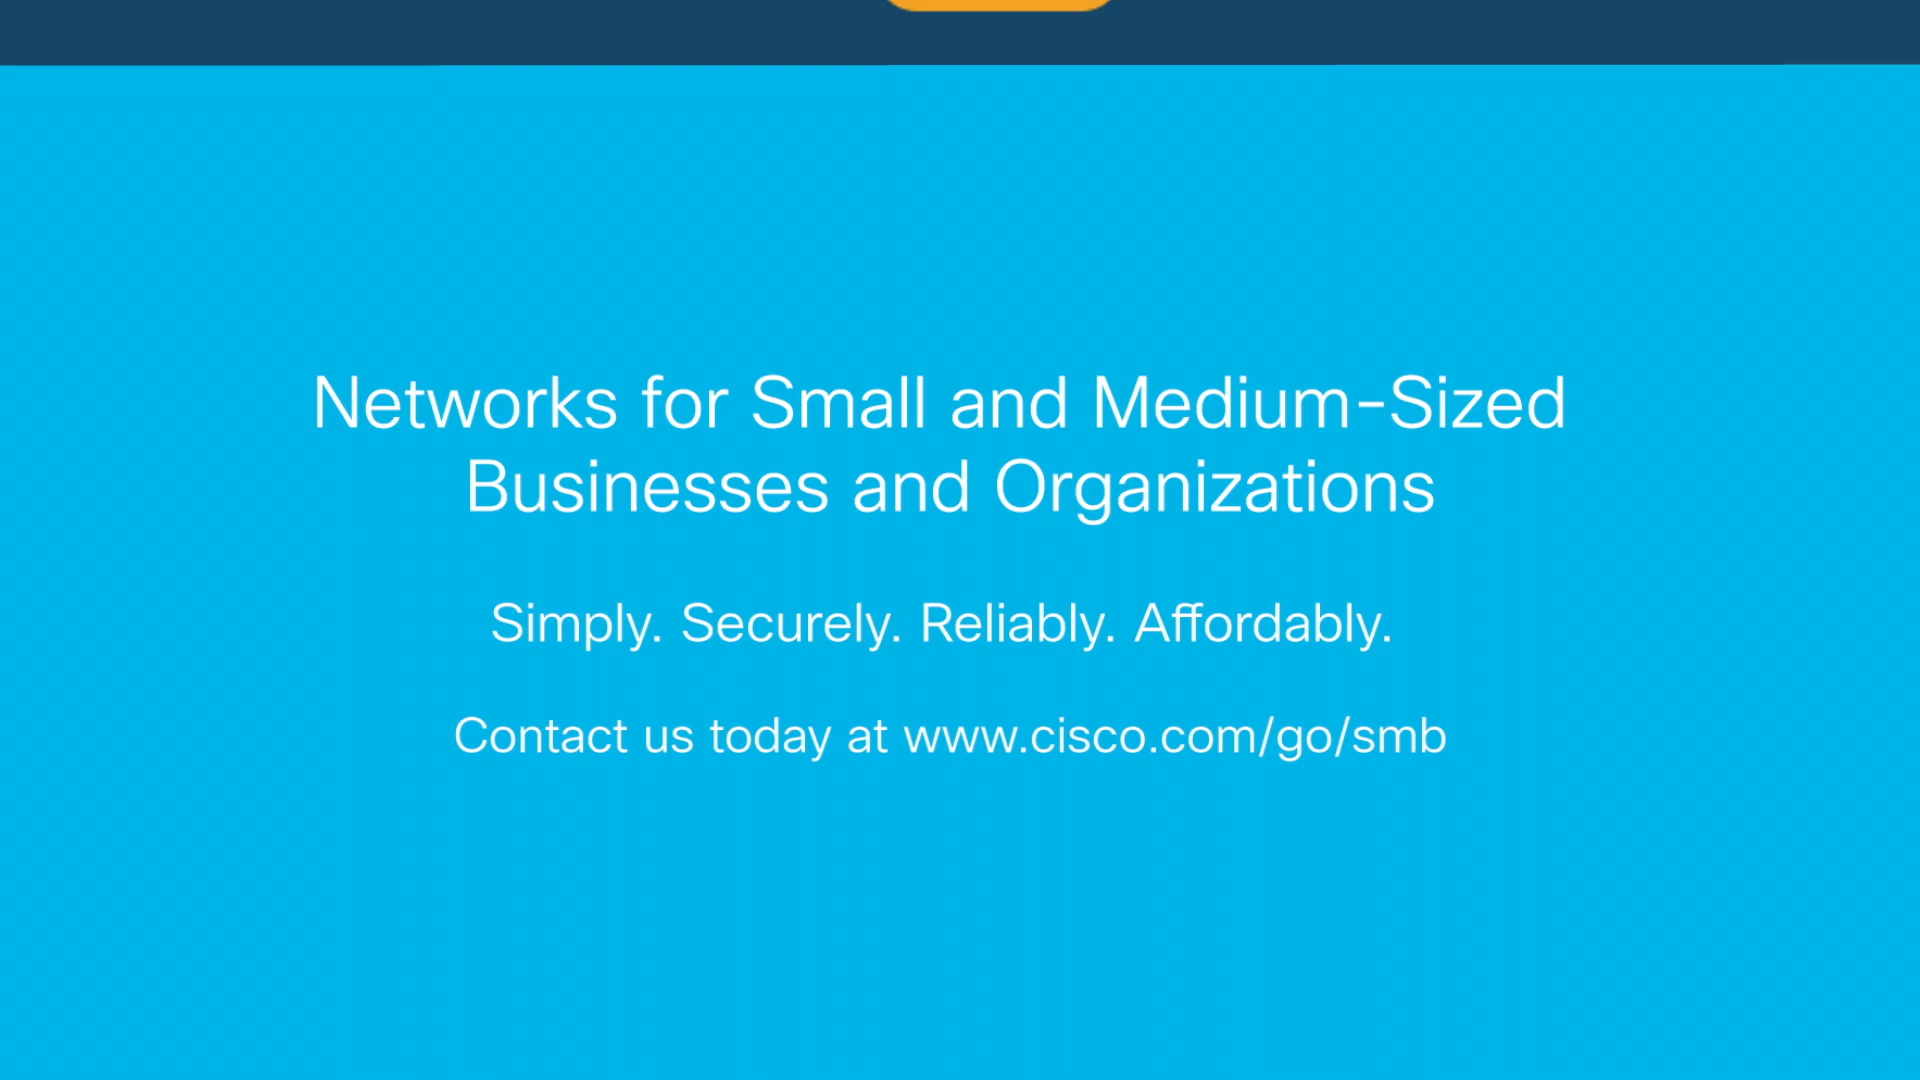 Networks for Small and Medium-Sized
Businesses and Organizations
Simply. Securely. Reliably. Affordably.
Contact us today at www.cisco.com/go/smb